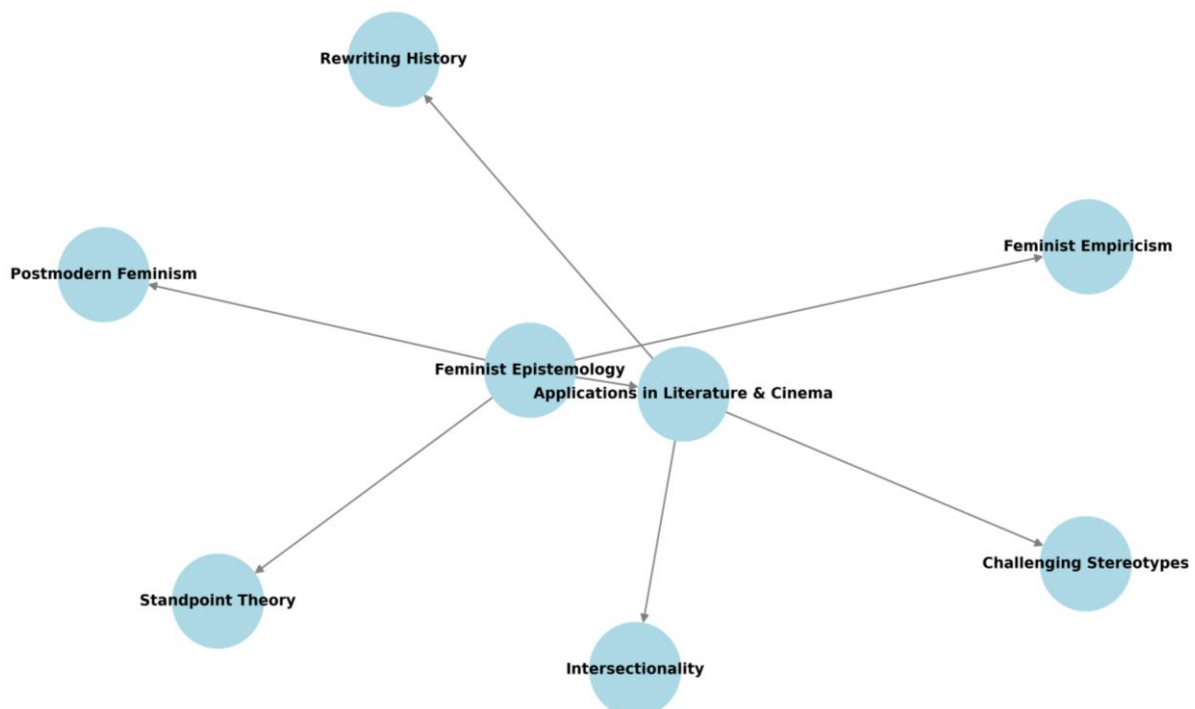 Rewriting History
Feminist Empiricism
Postmodern Feminism
Feminist Epistemology
Applications in Literature & Cinema
Challenging Stereotypes
Standpoint Theory
Intersectionality